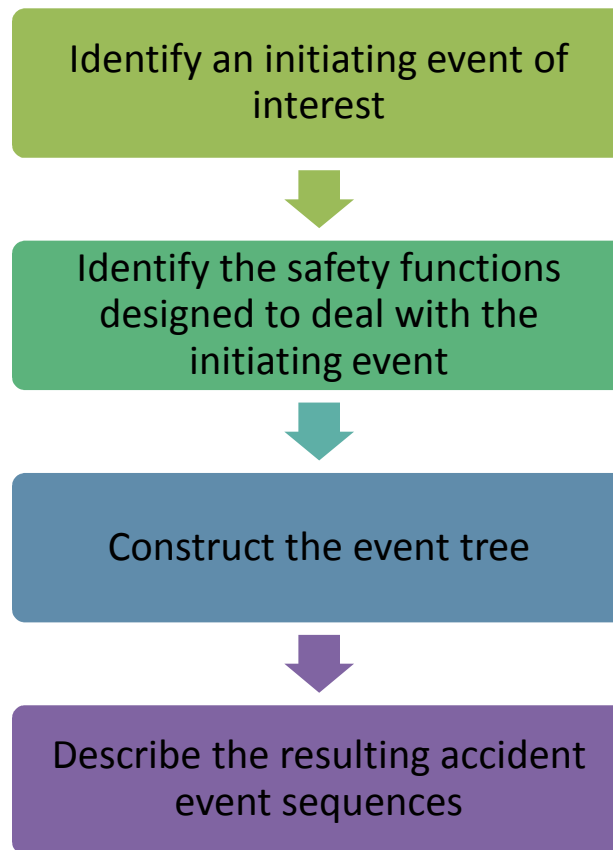 Identify an initiating event of
interest
Identify the safety functions
designed to deal with the
initiating event
Construct the event tree
Describe the resulting accident
event sequences